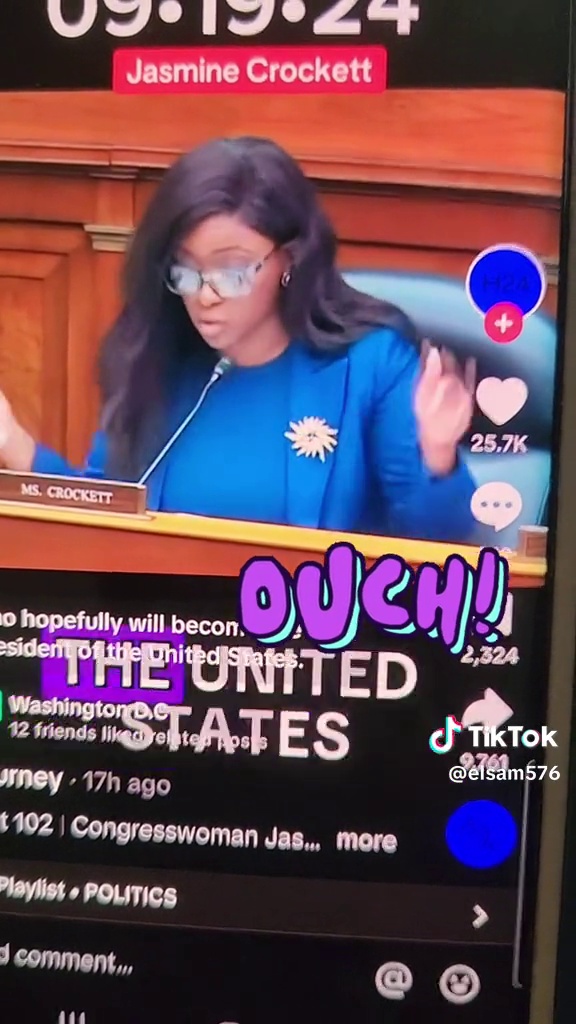 09•19•24
Jasmine Crockett
H24
25.7K
MS. CROCKETT
OUCH!
o hopefully will becom
esident of the United States.
2,324
THE UNITED
STATES
Washington D.C
12 friends liked related posts
TikTok
9,761
@elsam576
urney · 17h ago
t 102 | Congresswoman Jas... more
Playlist • POLITICS
d comment...
@